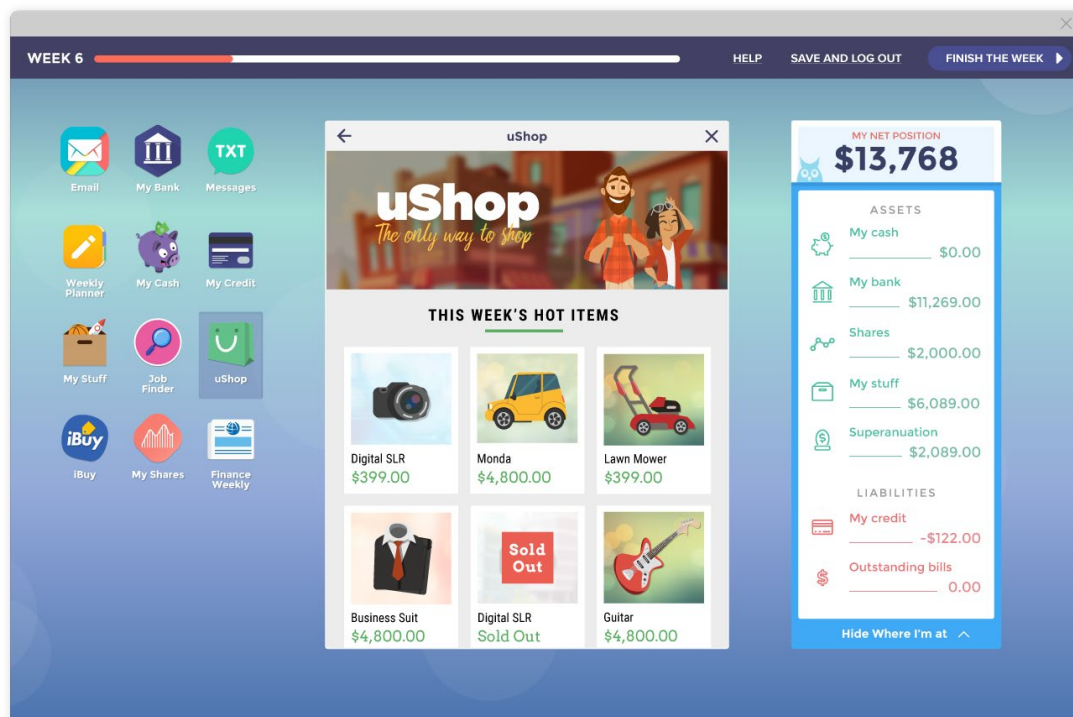 WEEK 6
HELP
SAVE AND LOG OUT
FINISH THE WEEK
Email
My Bank
TXT
Messages
Weekly
Planner
My Cash
My Credit
My Stuff
Job
Finder
uShop
iBuy
iBuy
My Shares
Finance
Weekly
uShop
uShop
The only way to shop
THIS WEEK'S HOT ITEMS
Digital SLR
$399.00
Monda
$4,800.00
Lawn Mower
$399.00
Business Suit
$4,800.00
Sold
Out
Digital SLR
Sold Out
Guitar
$4,800.00
MY NET POSITION
$13,768
ASSETS
My cash
$0.00
My bank
$11,269.00
Shares
$2,000.00
My stuff
$6,089.00
Superanuation
$2,089.00
LIABILITIES
My credit
-$122.00
Outstanding bills
0.00
Hide Where I'm at